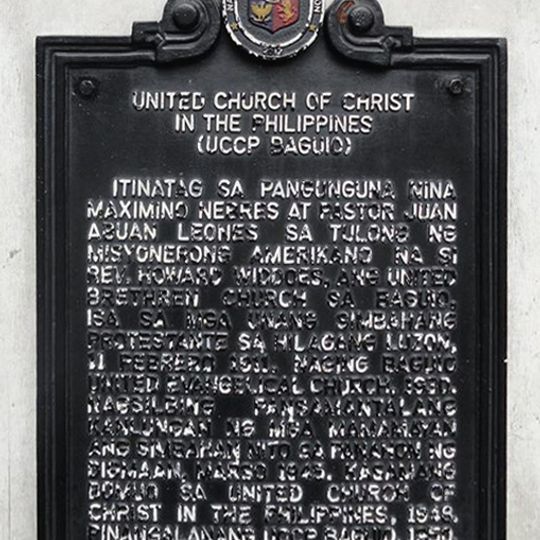 UNITED CHURCH OF CHRIST
IN THE PHILIPPINES
(UCCP BAGUIO)
ITINATAG SA PANGUNGUNA NINA
MAXIMINO NERRES AT PASTOR JUAN
ABUAN LEONES SA TULONG NG
MISYONERONG AMERIKANO NA SI
REV. HOWARD WIDDOES, ANG UNITED
BRETHREN CHURCH SA BAGUIO,
ISA SA MGA UNANG SIMBAHANG
PROTESTANTE SA HILAGANG LUZON,
11 PEBRERO 1911. NAGING BAGUIO
UNITED EVANGELICAL CHURCH,
NAGSILBING PANSAMANTALANG
KANLUNGAN NG MGA MAMAMAYAN
ANG SIMBAHAN NITO SA PANAHON NG
DIGMAAN, MARSO 1945. KASAMANG
BUMUO SA UNITED CHURCH OF
CHRIST IN THE PHILIPPINES, 1948.
PINANGALANANG UCCP BAGUIO,